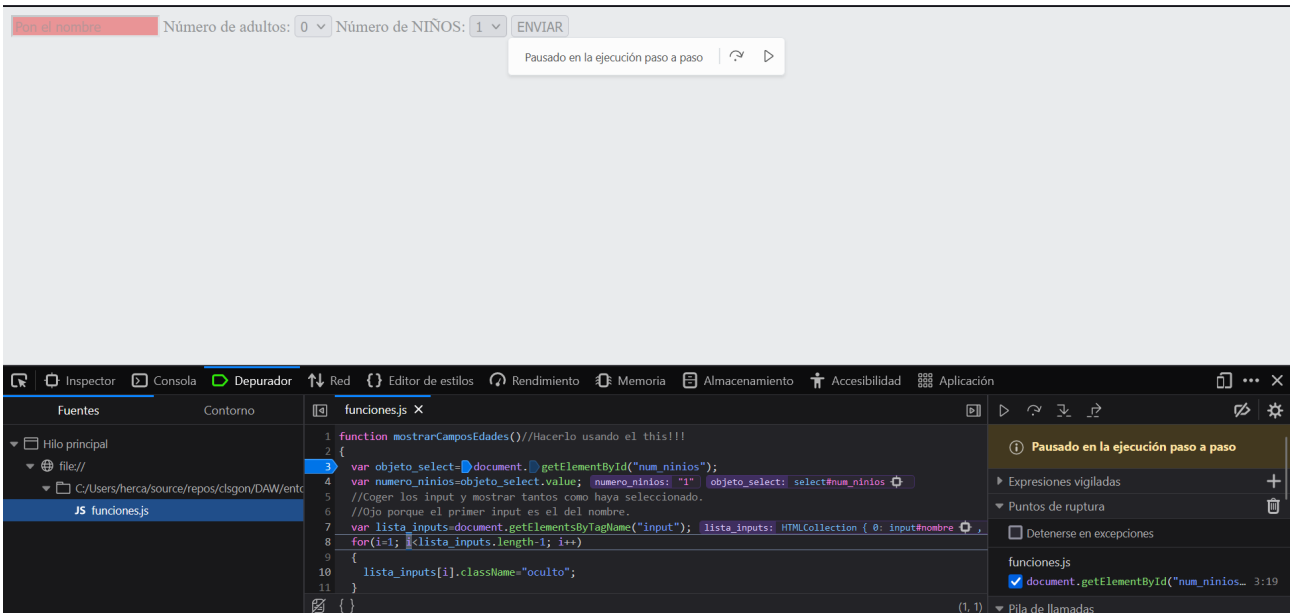 Pon el nombre Número de adultos: 0 Número de NIÑOS: 1 ENVIAR
Pausado en la ejecución paso a paso
Inspector Consola Depurador Red Editor de estilos Rendimiento Memoria Almacenamiento Accesibilidad Aplicación
Fuentes Contorno
Hilo principal
file://
C:/Users/herca/source/repos/clsgon/DAW/ento
JS funciones.js
funciones.js
1 function mostrarCamposEdades()//Hacerlo usando el this!!!
2 {
3 var objeto_select=document.getElementById("num_ninios");
4 var numero_ninios=objeto_select.value; numero_ninios: "1" objeto_select: select#num_ninios
5 //Coger los input y mostrar tantos como haya seleccionado.
6 //Ojo porque el primer input es el del nombre.
7 var lista_inputs=document.getElementsByTagName("input"); lista_inputs: HTMLCollection { 0: input#nombre ,
8 for(i=1; i<lista_inputs.length-1; i++)
9 {
10 lista_inputs[i].className="oculto";
11 }
{ } (1, 1)
Pausado en la ejecución paso a paso
Expresiones vigiladas
Puntos de ruptura
Detenerse en excepciones
funciones.js
document.getElementById("num_ninios… 3:19
Pila de llamadas